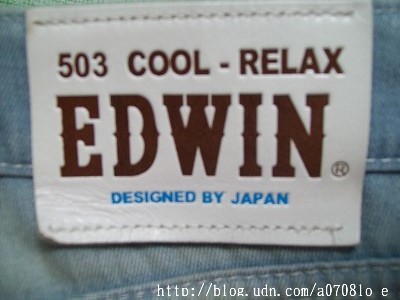 503 COOL - RELAX
EDWIN®
DESIGNED BY JAPAN
http://blog.udn.com/a0708lo e